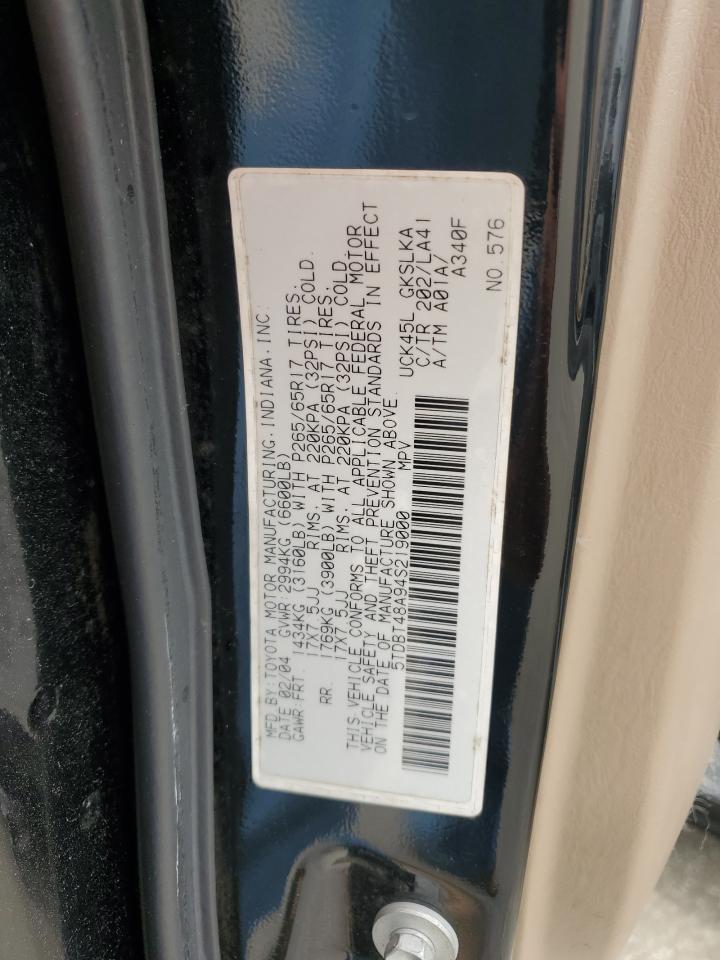 MFD. BY: TOYOTA MOTOR MANUFACTURING, INDIANA, INC.
DATE 02/04 GVWR: 2994KG (6600LB)
GAWR: FRT. 1434KG (3160LB) WITH P265/65R17 TIRES,
17X7.5JJ RIMS, AT 220KPA (32PSI) COLD.
RR. 1769KG (3900LB) WITH P265/65R17 TIRES,
17X7.5JJ RIMS, AT 220KPA (32PSI) COLD.
THIS VEHICLE CONFORMS TO ALL APPLICABLE FEDERAL MOTOR
VEHICLE SAFETY AND THEFT PREVENTION STANDARDS IN EFFECT
ON THE DATE OF MANUFACTURE SHOWN ABOVE.
5TDBT48A94S219000 MPV
UCK45L GKSLKA
C/TR 202/LA41
A/TM A01A/
A340F
NO. 576